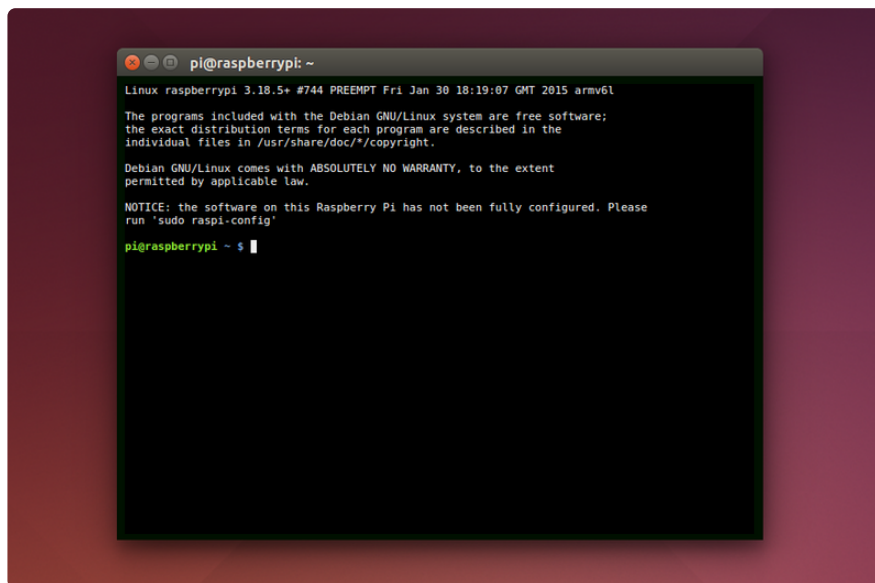 pi@raspberrypi: ~
Linux raspberrypi 3.18.5+ #744 PREEMPT Fri Jan 30 18:19:07 GMT 2015 armv6l
The programs included with the Debian GNU/Linux system are free software;
the exact distribution terms for each program are described in the
individual files in /usr/share/doc/*/copyright.
Debian GNU/Linux comes with ABSOLUTELY NO WARRANTY, to the extent
permitted by applicable law.
NOTICE: the software on this Raspberry Pi has not been fully configured. Please
run 'sudo raspi-config'
pi@raspberrypi ~ $